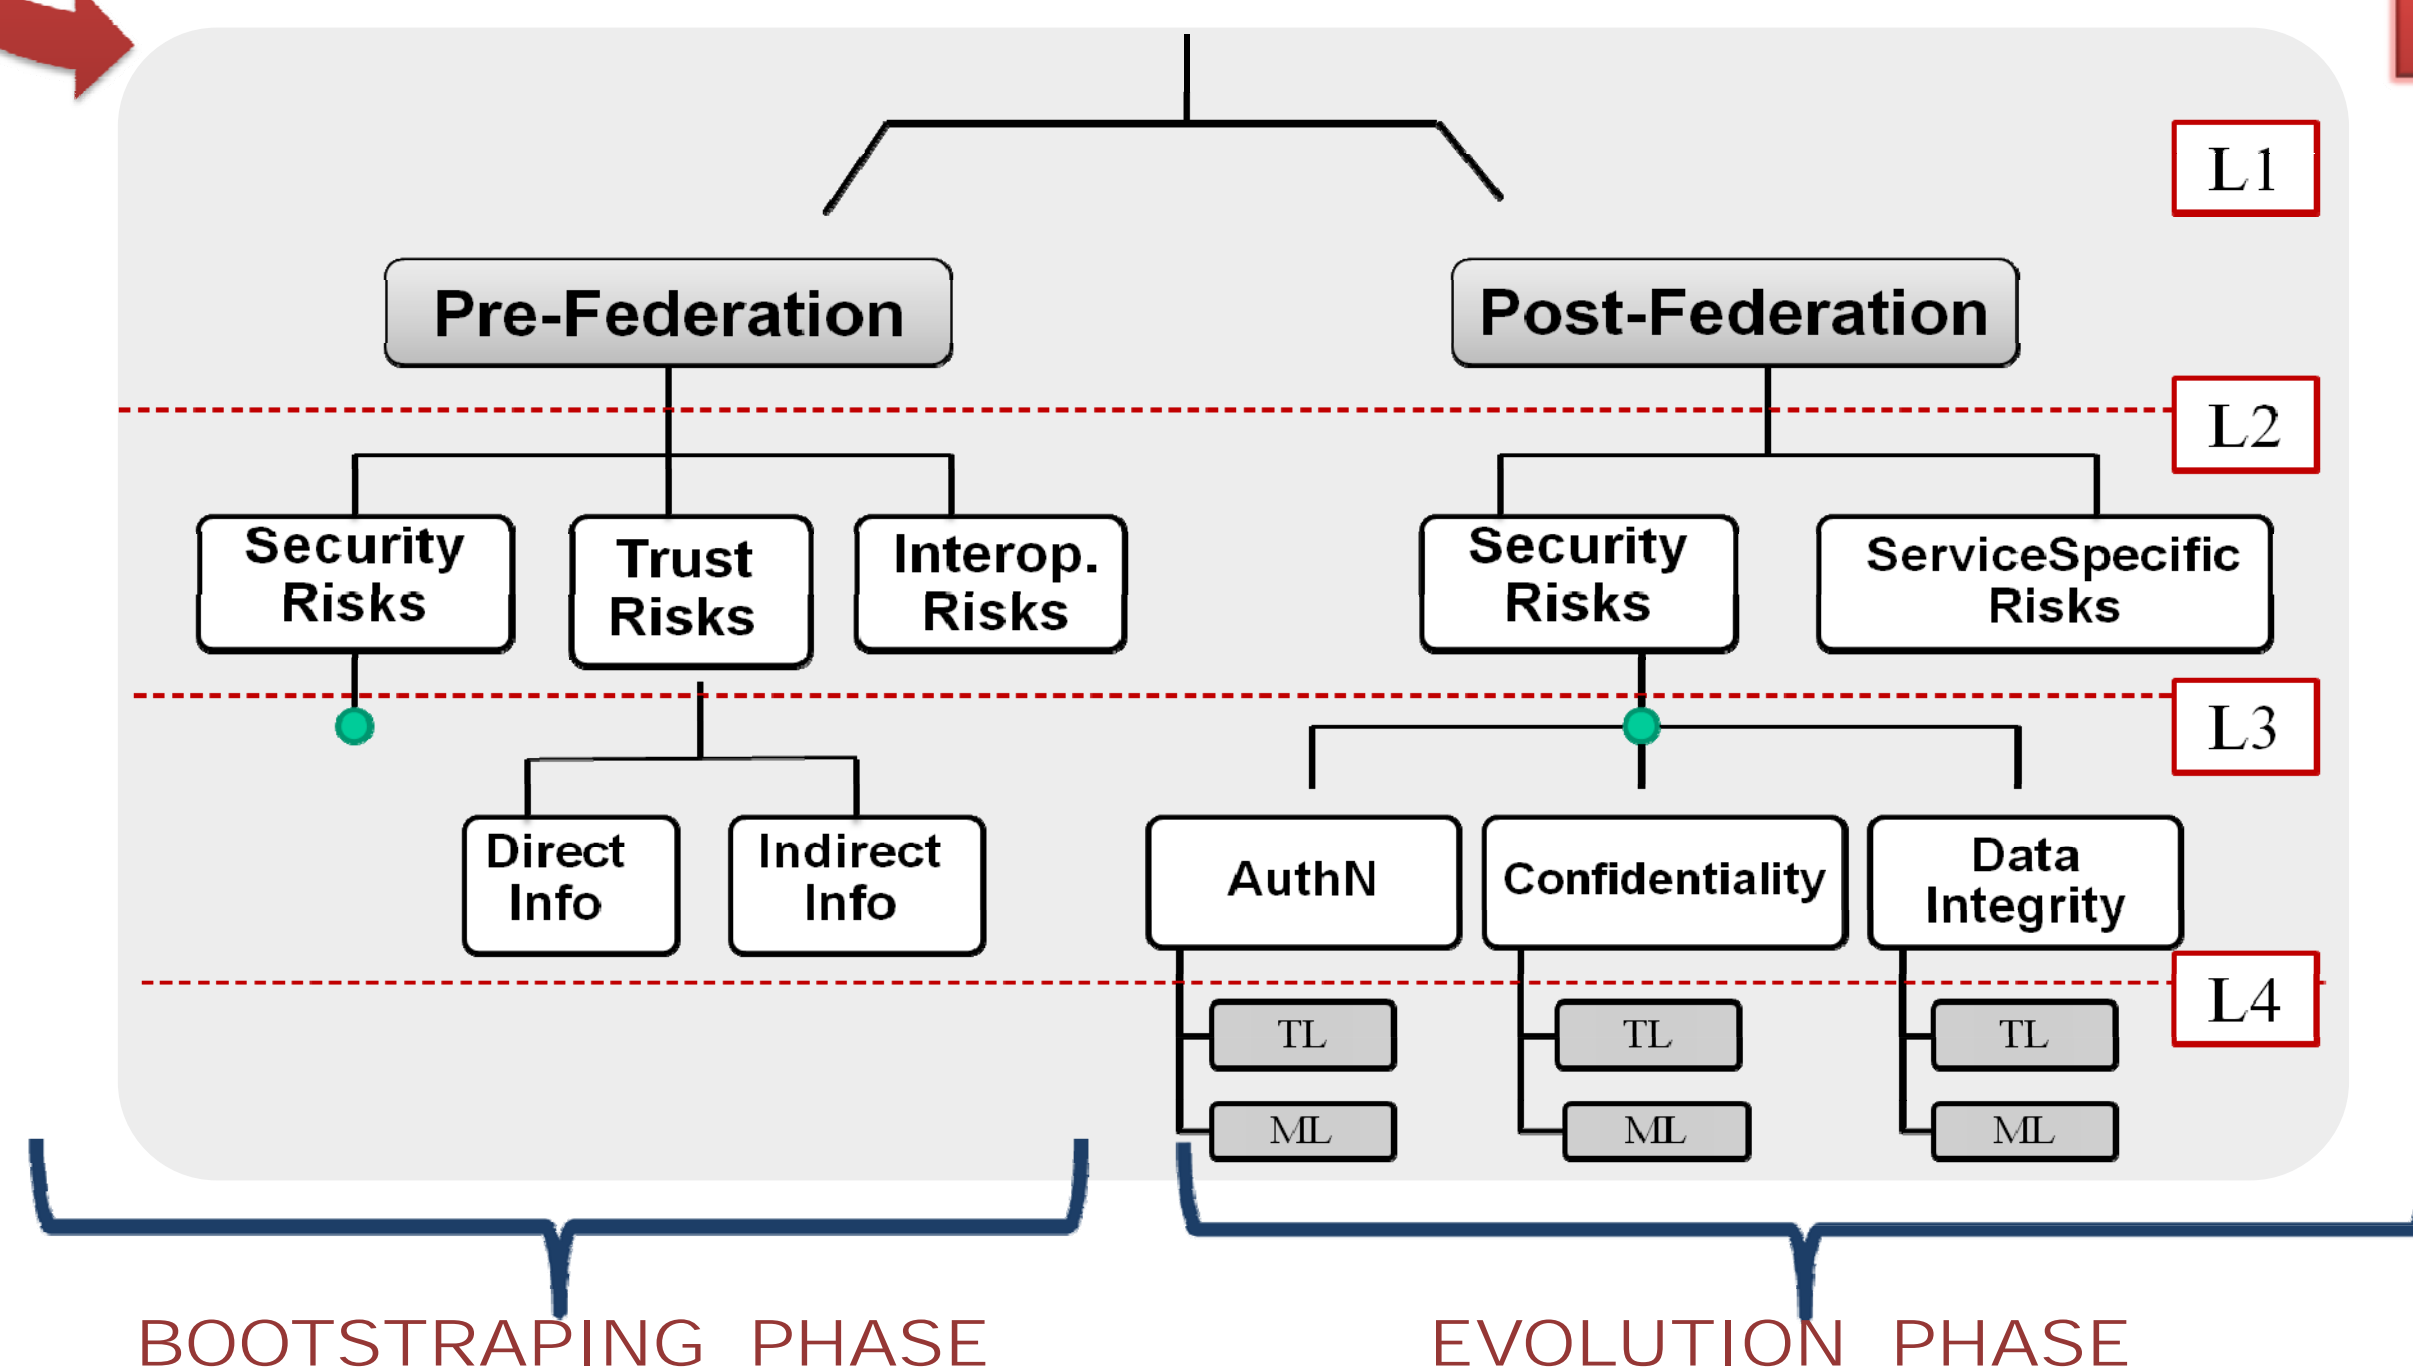 L1
Pre-Federation
Post-Federation
L2
Security
Risks
Trust
Risks
Interop.
Risks
Security
Risks
ServiceSpecific
Risks
L3
Direct
Info
Indirect
Info
AuthN
Confidentiality
Data
Integrity
L4
TL
TL
TL
ML
ML
ML
BOOTSTRAPING PHASE
EVOLUTION PHASE